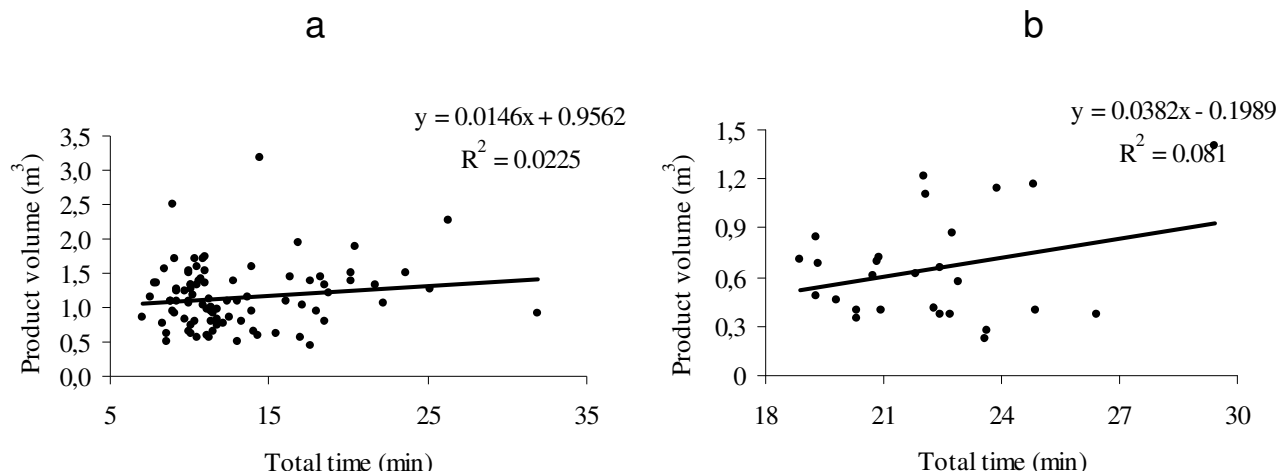 a
y = 0.0146x + 0.9562
R² = 0.0225
Product volume (m³)
3,5
3,0
2,5
2,0
1,5
1,0
0,5
0,0
5
15
25
35
Total time (min)
b
y = 0.0382x - 0.1989
R² = 0.081
Product volume (m³)
1,5
1,2
0,9
0,6
0,3
0
18
21
24
27
30
Total time (min)